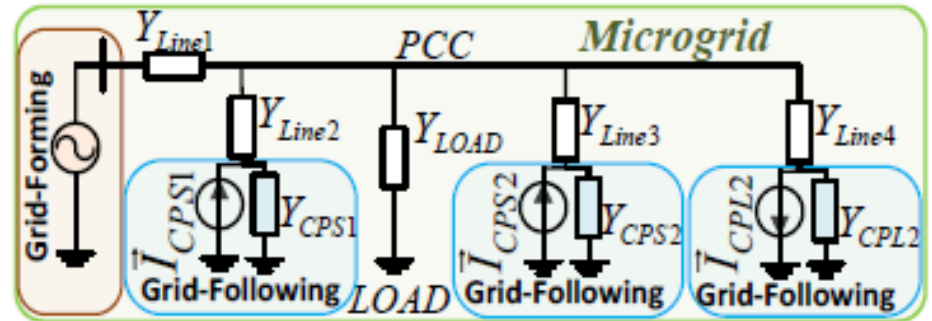 Y_Line1
PCC
Microgrid
Grid-Forming
Y_Line2
Y_LOAD
Y_Line3
Y_Line4
I_CPS1
Y_CPS1
I_CPS2
Y_CPS2
I_CPL2
Y_CPL2
Grid-Following
LOAD
Grid-Following
Grid-Following